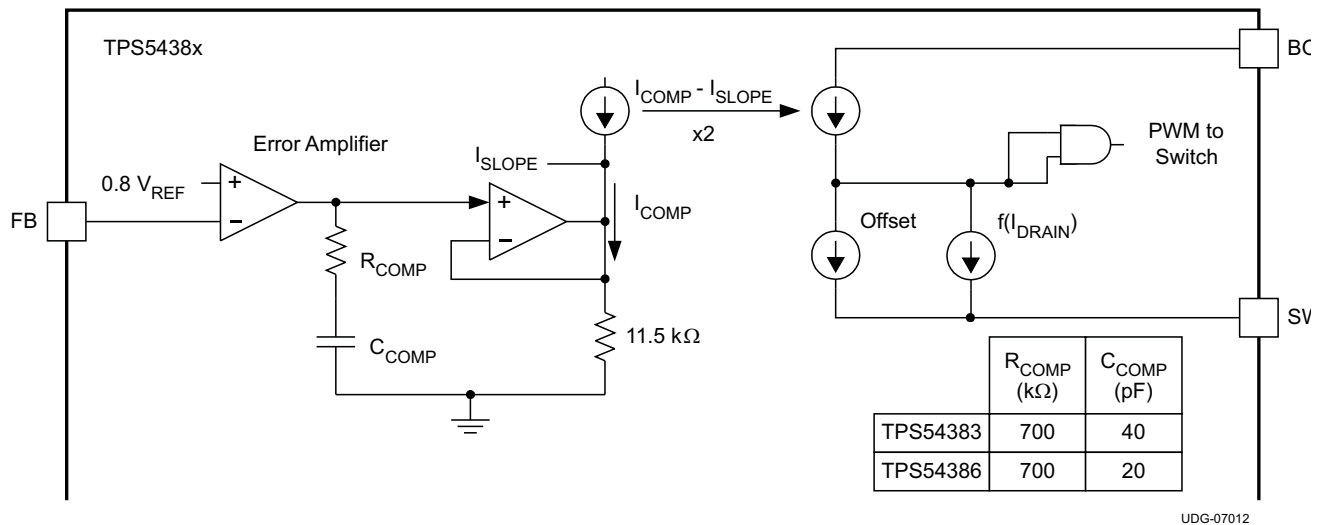 TPS5438x
BO
I_COMP - I_SLOPE
x2
Error Amplifier
PWM to
Switch
I_SLOPE
0.8 V_REF
+
+
I_COMP
FB
-
-
Offset
f(I_DRAIN)
R_COMP
11.5 kΩ
C_COMP
R_COMP
(kΩ)
C_COMP
(pF)
TPS54383 700 40
TPS54386 700 20
UDG-07012